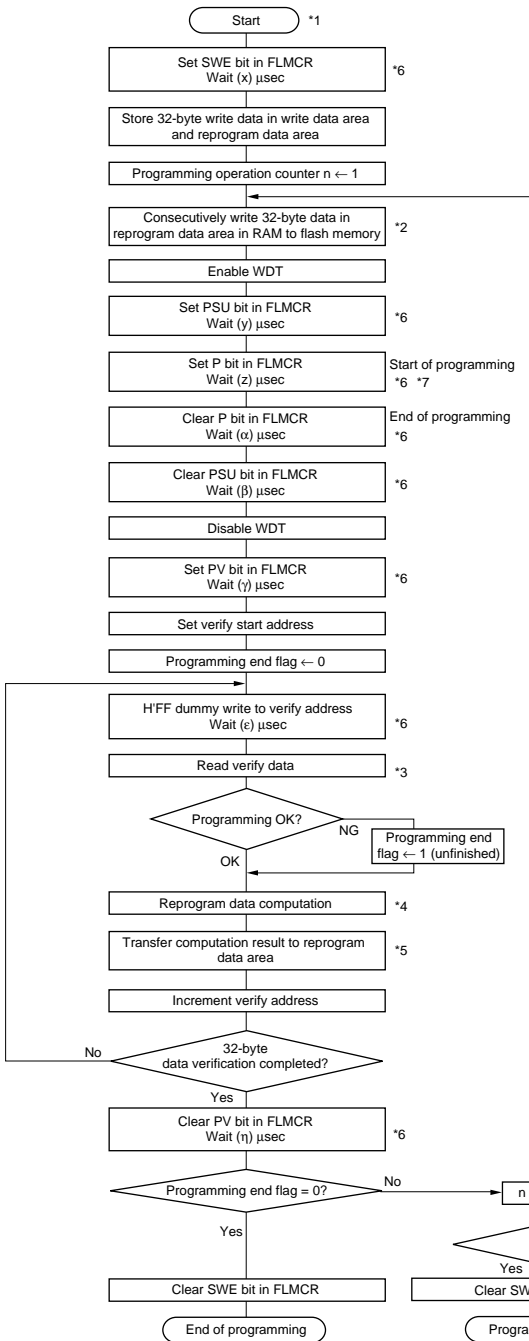 Start *1
Set SWE bit in FLMCR
Wait (x) μsec
*6
Store 32-byte write data in write data area
and reprogram data area
Programming operation counter n ← 1
Consecutively write 32-byte data in
reprogram data area in RAM to flash memory
*2
Enable WDT
Set PSU bit in FLMCR
Wait (y) μsec
*6
Set P bit in FLMCR
Wait (z) μsec
Start of programming
*6 *7
Clear P bit in FLMCR
Wait (α) μsec
End of programming
*6
Clear PSU bit in FLMCR
Wait (β) μsec
*6
Disable WDT
Set PV bit in FLMCR
Wait (γ) μsec
*6
Set verify start address
Programming end flag ← 0
H'FF dummy write to verify address
Wait (ε) μsec
*6
Read verify data
*3
Programming OK?
NG
Programming end
flag ← 1 (unfinished)
OK
Reprogram data computation
*4
Transfer computation result to reprogram
data area
*5
Increment verify address
32-byte
data verification completed?
No
Yes
Clear PV bit in FLMCR
Wait (η) μsec
*6
Programming end flag = 0?
No
n
Yes
Yes
Clear SWE bit in FLMCR
Clear SW
End of programming
Progra